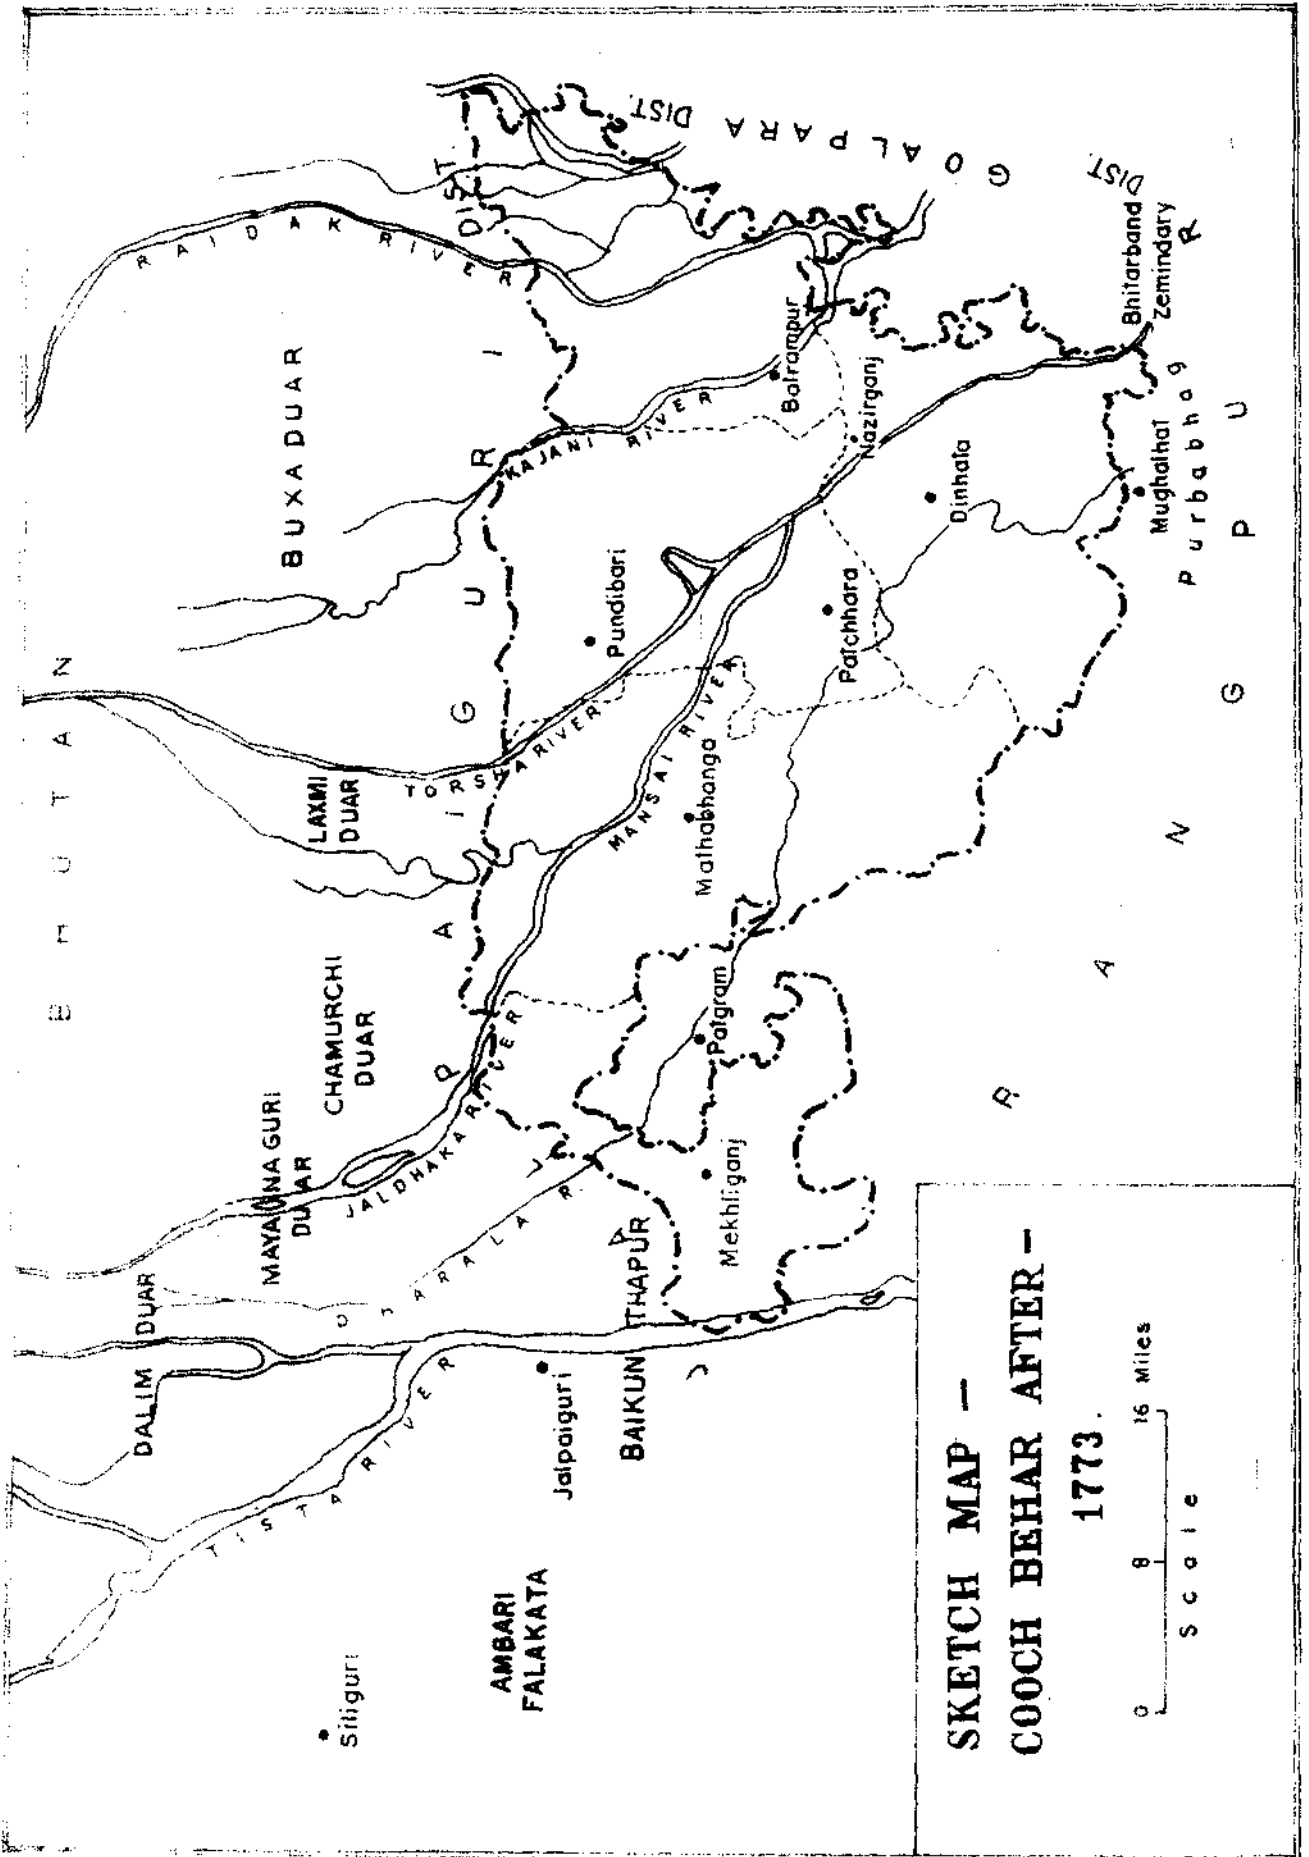 BHUTAN
DALIM DUAR
MAYANAGURI
DUAR
CHAMURCHI
DUAR
LAXMI
DUAR
BUXADUAR
RAIDAK RIVER
TISTA RIVER
DHARALA R
JALDHAKA RIVER
TORSHA RIVER
MANSAI RIVER
KAJANI RIVER
JALPAIGURI DIST
Siliguri
AMBARI
FALAKATA
Jalpaiguri
BAIKUNTHAPUR
Mekhliganj
Patgram
Mathabhanga
Pundibari
Patchhara
Dinhata
Nazirganj
Balrampur
Mughalhat
Purbabhag
Bhitarband
Zemindary
GOALPARA DIST.
RANGPUR DIST.
SKETCH MAP –
COOCH BEHAR AFTER –
1773.
0 8 16 Miles
Scale